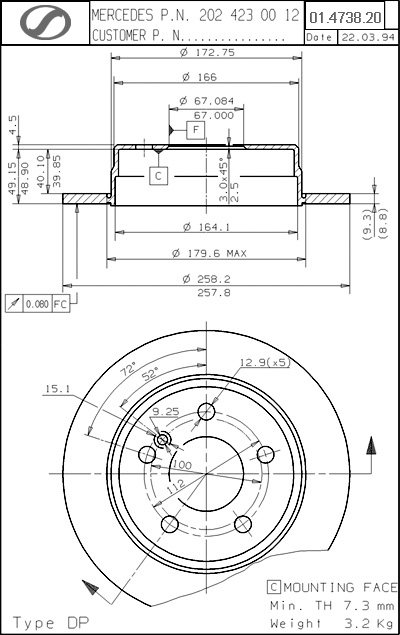 MERCEDES P.N. 202 423 00 12
01.4738.20
CUSTOMER P. N................
Date 22.03.94
Ø 172.75
Ø 166
Ø 67.084
67.000
F
4.5
C
49.15
48.90
40.10
39.85
3.0x45°
2.5
(9.3)
(8.8)
Ø 164.1
Ø 179.6 MAX
Ø 258.2
257.8
0.080 FC
72°
52°
12.9(x5)
15.1
9.25
100
112
C MOUNTING FACE
Min. TH 7.3 mm
Type DP
Weight 3.2 Kg